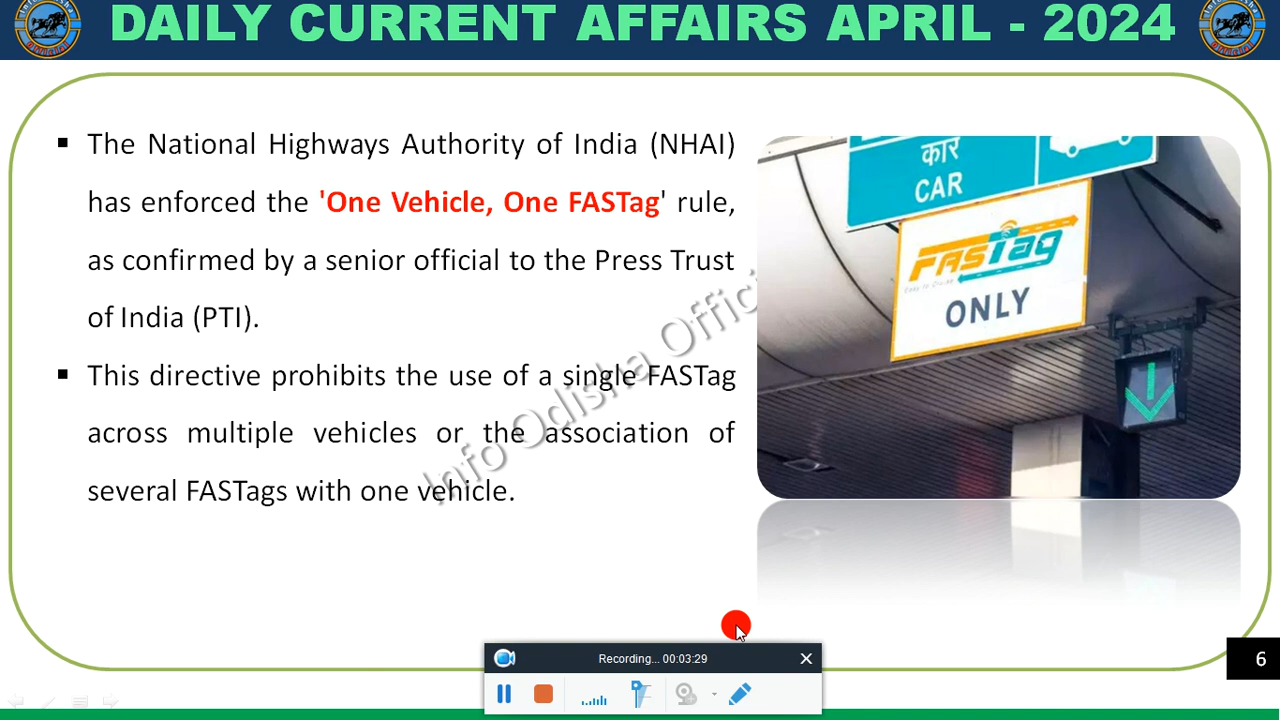 DAILY CURRENT AFFAIRS APRIL - 2024
▪ The National Highways Authority of India (NHAI)
has enforced the 'One Vehicle, One FASTag' rule,
as confirmed by a senior official to the Press Trust
of India (PTI).
▪ This directive prohibits the use of a single FASTag
across multiple vehicles or the association of
several FASTags with one vehicle.
Info Odisha Offici
कार
CAR
FASTag
ONLY
Recording... 00:03:29
6